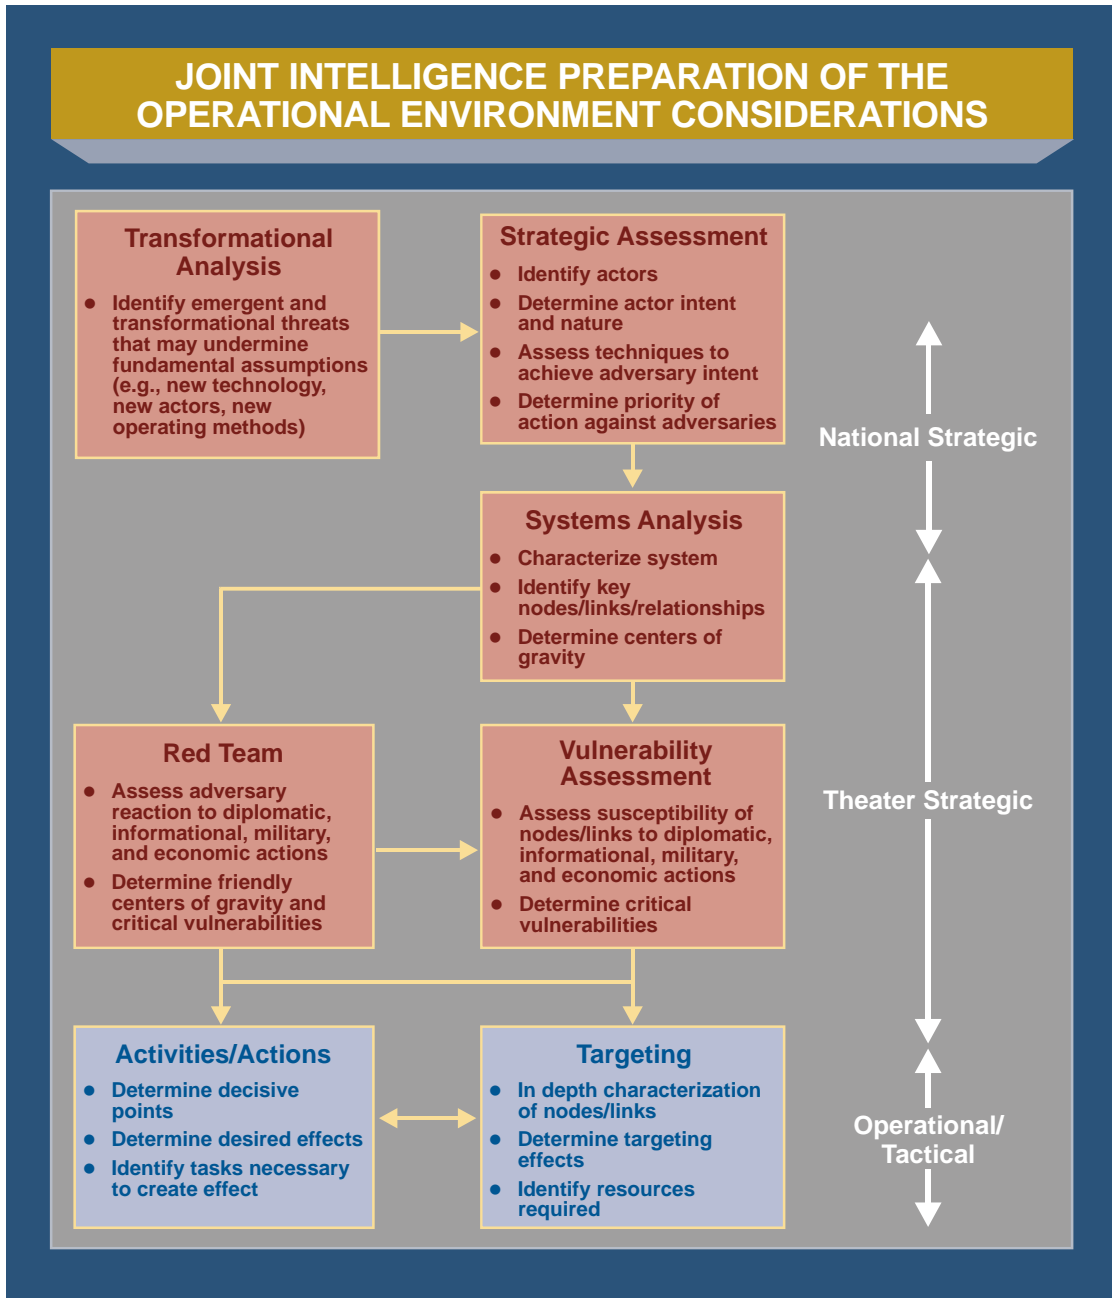 JOINT INTELLIGENCE PREPARATION OF THE
OPERATIONAL ENVIRONMENT CONSIDERATIONS
Transformational
Analysis
● Identify emergent and
transformational threats
that may undermine
fundamental assumptions
(e.g., new technology,
new actors, new
operating methods)
Strategic Assessment
● Identify actors
● Determine actor intent
and nature
● Assess techniques to
achieve adversary intent
● Determine priority of
action against adversaries
National Strategic
Systems Analysis
● Characterize system
● Identify key
nodes/links/relationships
● Determine centers of
gravity
Red Team
● Assess adversary
reaction to diplomatic,
informational, military,
and economic actions
● Determine friendly
centers of gravity and
critical vulnerabilities
Vulnerability
Assessment
● Assess susceptibility of
nodes/links to diplomatic,
informational, military,
and economic actions
● Determine critical
vulnerabilities
Theater Strategic
Activities/Actions
● Determine decisive
points
● Determine desired effects
● Identify tasks necessary
to create effect
Targeting
● In depth characterization
of nodes/links
● Determine targeting
effects
● Identify resources
required
Operational/
Tactical